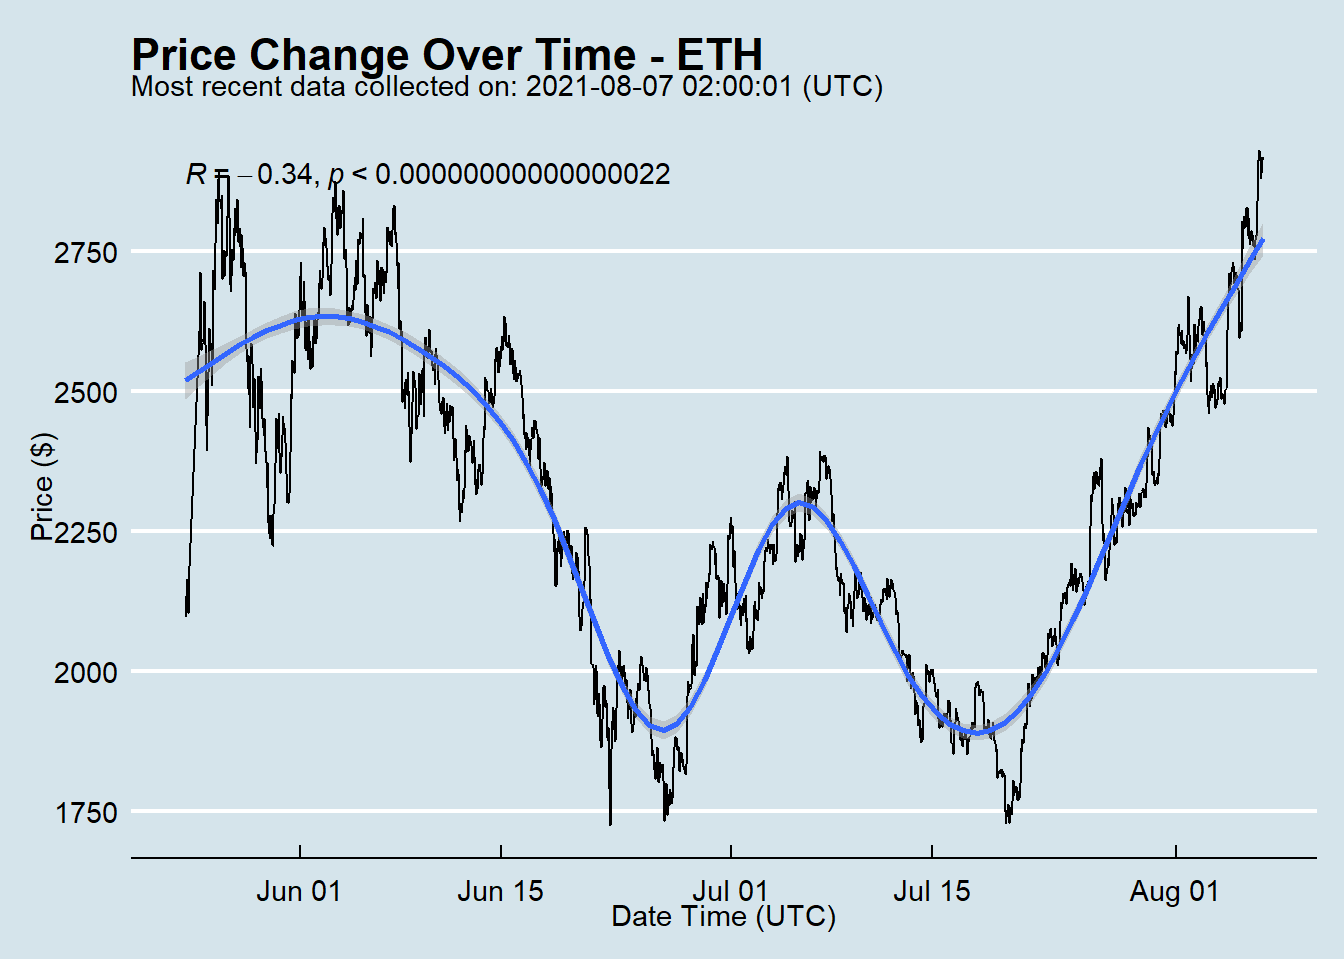 Price Change Over Time - ETH
Most recent data collected on: 2021-08-07 02:00:01 (UTC)
R = −0.34, p < 0.00000000000000022
2750
2500
2250
2000
1750
Price ($)
Jun 01 Jun 15 Jul 01 Jul 15 Aug 01
Date Time (UTC)